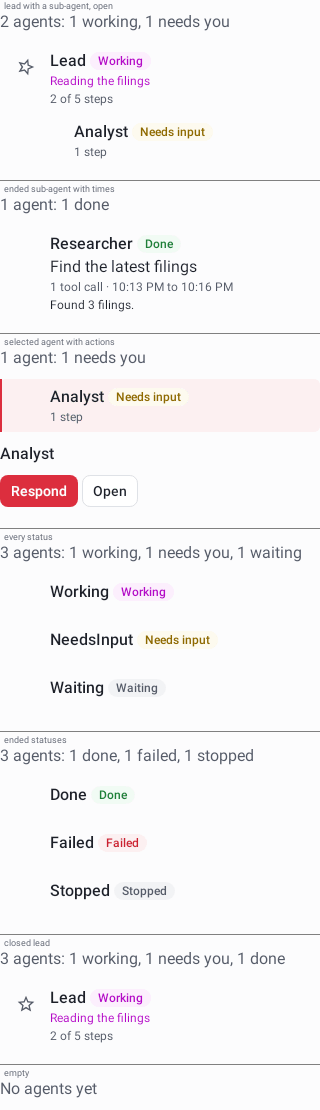 lead with a sub-agent, open
2 agents: 1 working, 1 needs you
Lead Working
Reading the filings
2 of 5 steps
Analyst Needs input
1 step
ended sub-agent with times
1 agent: 1 done
Researcher Done
Find the latest filings
1 tool call · 10:13 PM to 10:16 PM
Found 3 filings.
selected agent with actions
1 agent: 1 needs you
Analyst Needs input
1 step
Analyst
Respond Open
every status
3 agents: 1 working, 1 needs you, 1 waiting
Working Working
NeedsInput Needs input
Waiting Waiting
ended statuses
3 agents: 1 done, 1 failed, 1 stopped
Done Done
Failed Failed
Stopped Stopped
closed lead
3 agents: 1 working, 1 needs you, 1 done
Lead Working
Reading the filings
2 of 5 steps
empty
No agents yet